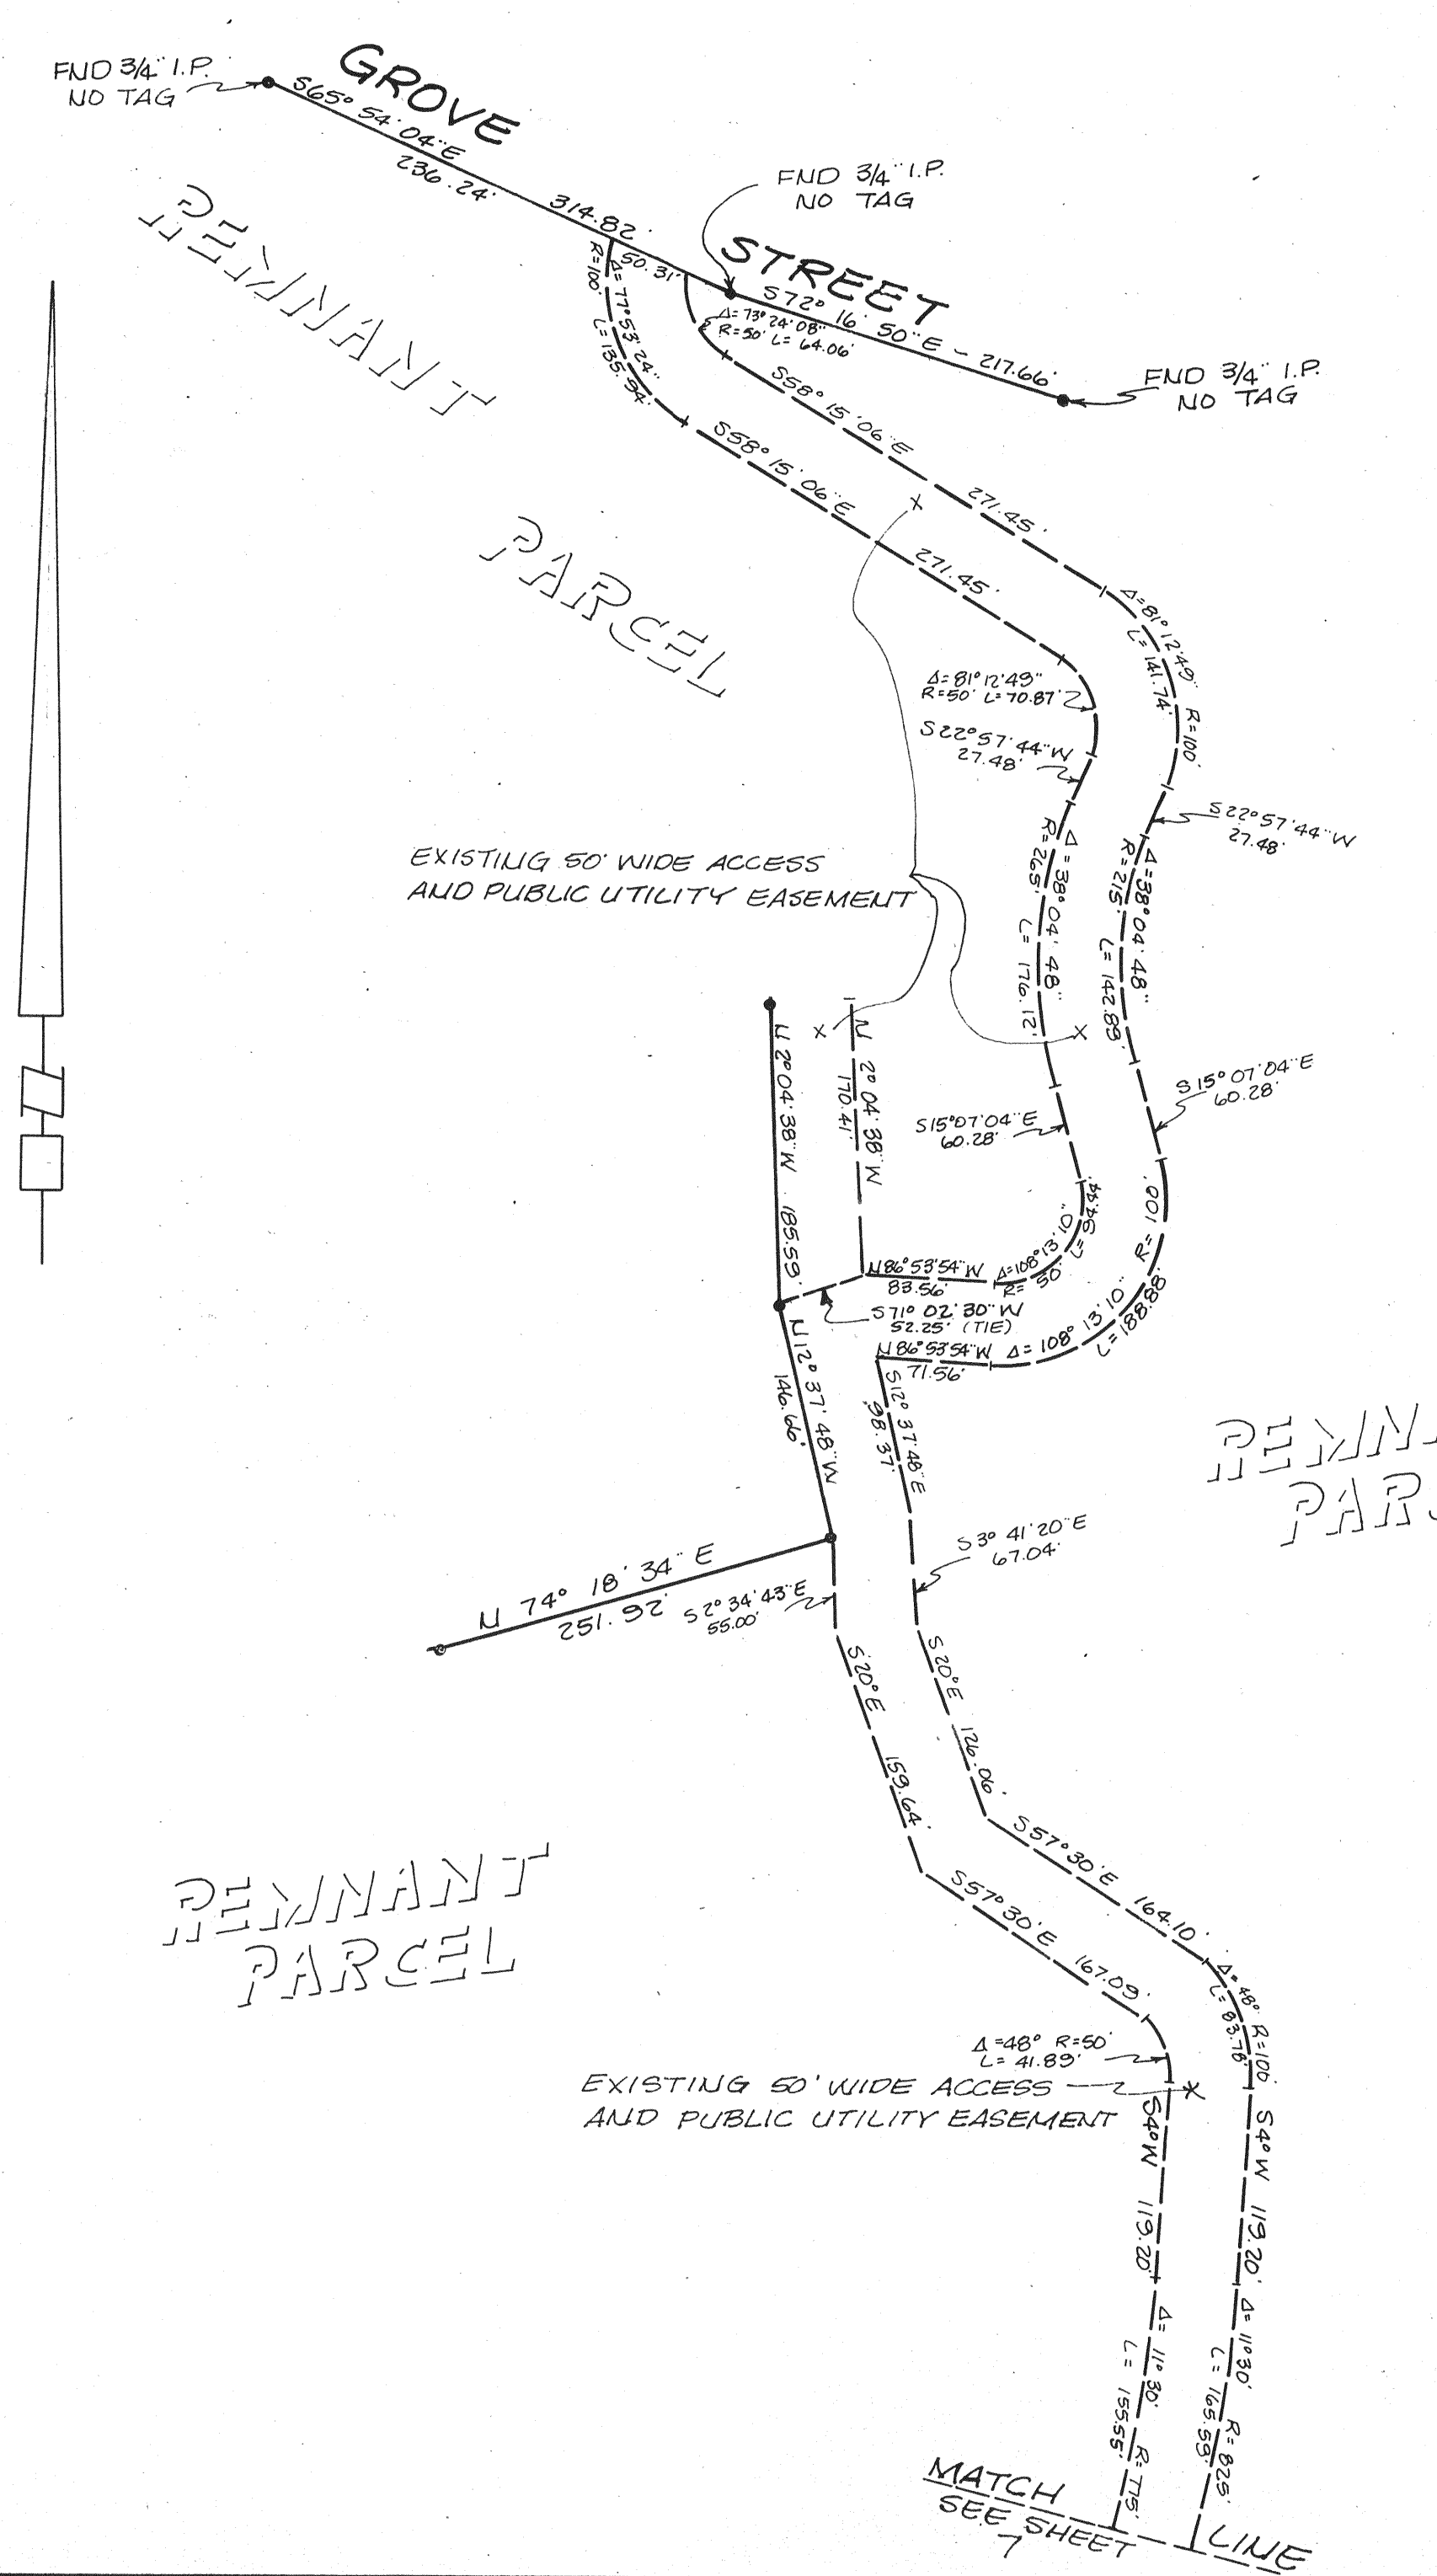 FND 3/4" I.P.
NO TAG
GROVE
STREET
S65° 54' 04" E
236.24'
314.82'
50.31'
FND 3/4" I.P.
NO TAG
S72° 16' 50" E - 217.66'
FND 3/4" I.P.
NO TAG
REMNANT
PARCEL
R=100'
Δ=77°53'24"
L=135.94'
Δ=73°24'08"
R=50' L=64.06'
S58°15'06"E
271.45'
S58°15'06"E
271.45'
Δ=81°12'49"
L=141.74'
R=100'
Δ=81°12'49"
R=50' L=70.87'
S22°57'44"W
27.48'
S22°57'44"W
27.48'
EXISTING 50' WIDE ACCESS
AND PUBLIC UTILITY EASEMENT
Δ=38°04'48"
R=265'
L=176.12'
Δ=38°04'48"
R=215'
L=142.89'
N 2°04'38"W 185.59'
N 2°04'38"W
170.41'
S15°07'04"E
60.28'
S15°07'04"E
60.28'
N
N86°53'54"W
83.56'
Δ=108°13'10"
R=50'
L=94.44'
R=100'
Δ=108°13'10"
L=188.88'
S71°02'30"W
52.25' (TIE)
N86°53'54"W
71.56'
N12°37'48"W
146.66'
S12°37'48"E
98.37'
REMNA
PAR
S3°41'20"E
67.04'
N 74° 18' 34" E
251.92'
S2°34'43"E
55.00'
S20°E
159.64'
S20°E
126.06'
REMNANT
PARCEL
S57°30'E
164.10'
S57°30'E
167.09'
Δ=48° R=100'
L=83.78'
Δ=48° R=50'
L=41.89'
EXISTING 50' WIDE ACCESS
AND PUBLIC UTILITY EASEMENT
S4°W 119.20'
S4°W 119.20'
Δ=11°30'
L=155.55'
R=775'
Δ=11°30'
L=165.59'
R=825'
MATCH LINE
SEE SHEET
7